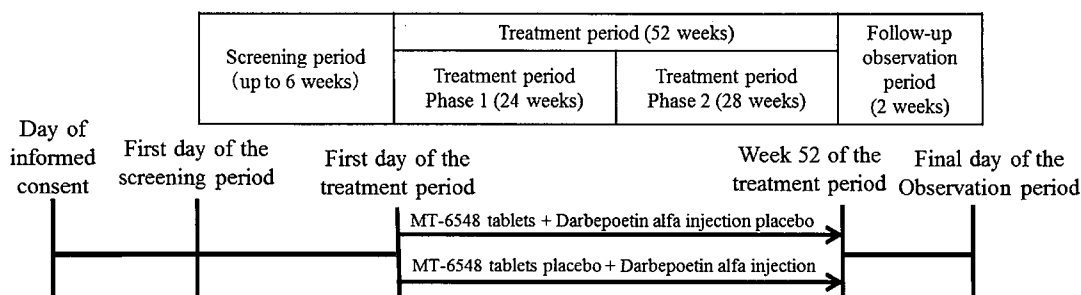 Screening period
(up to 6 weeks)
Treatment period (52 weeks)
Treatment period
Phase 1 (24 weeks)
Treatment period
Phase 2 (28 weeks)
Follow-up
observation
period
(2 weeks)
Day of
informed
consent
First day of the
screening period
First day of the
treatment period
Week 52 of the
treatment period
Final day of the
Observation period
MT-6548 tablets + Darbepoetin alfa injection placebo
MT-6548 tablets placebo + Darbepoetin alfa injection